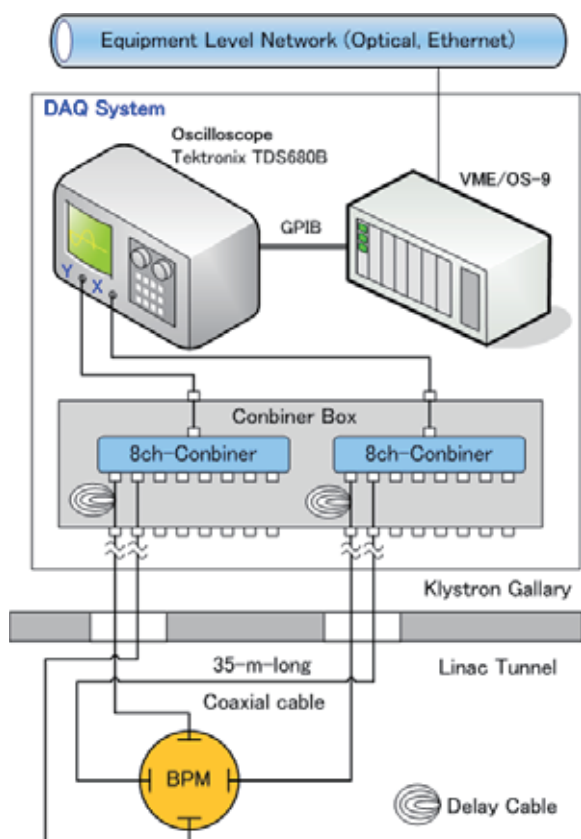 Equipment Level Network (Optical, Ethernet)
DAQ System
Oscilloscope
Tektronix TDS680B
VME/OS-9
GPIB
Y
X
Conbiner Box
8ch-Conbiner
8ch-Conbiner
Klystron Gallary
35-m-long
Linac Tunnel
Coaxial cable
BPM
Delay Cable